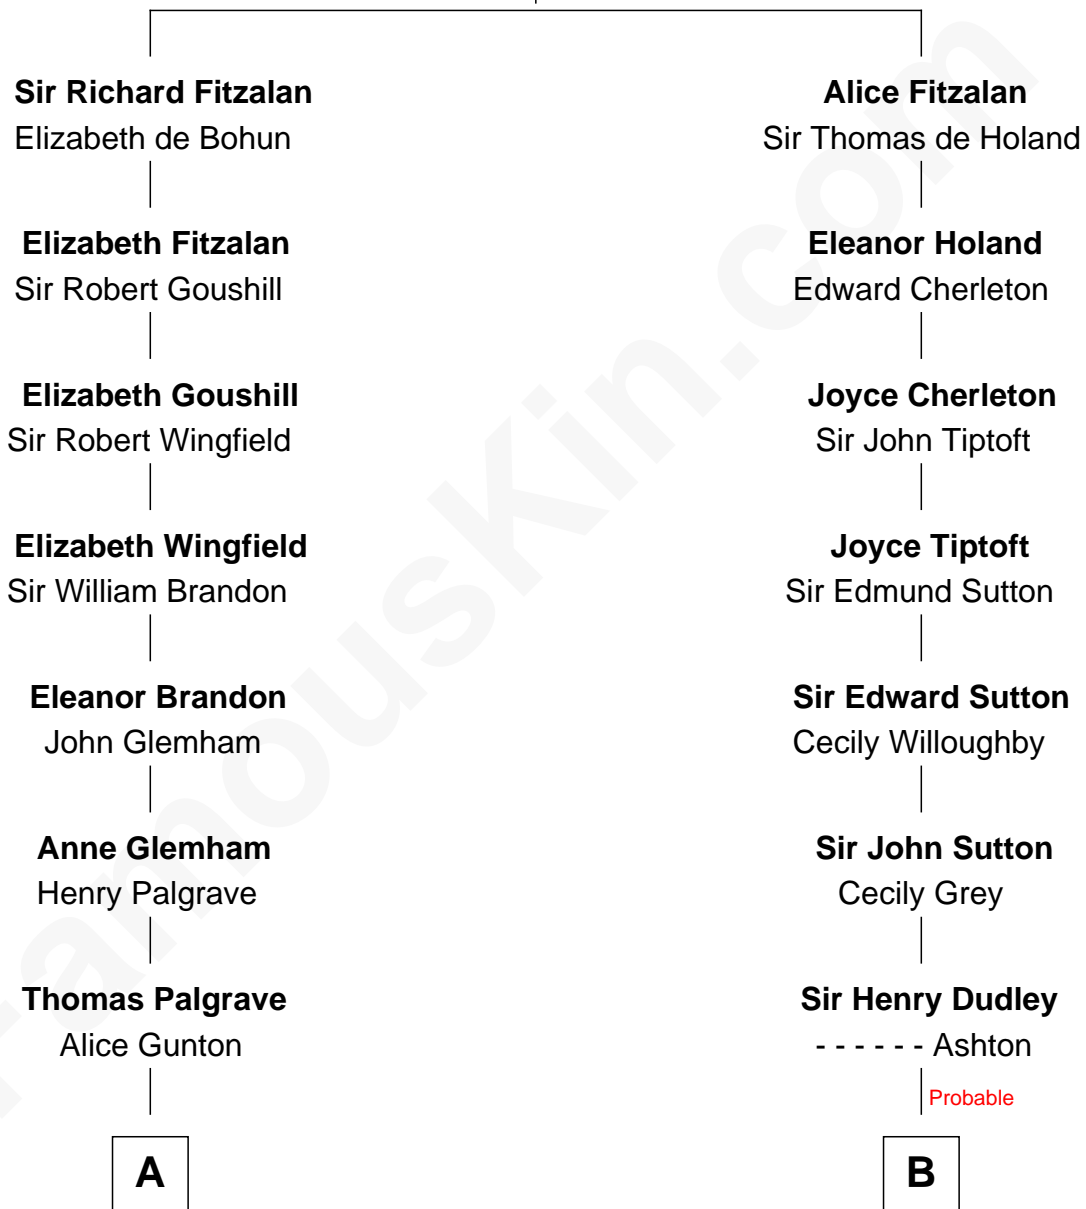 Sir Richard Fitzalan
Elizabeth de Bohun
Alice Fitzalan
Sir Thomas de Holand
Elizabeth Fitzalan
Sir Robert Goushill
Eleanor Holand
Edward Cherleton
Elizabeth Goushill
Sir Robert Wingfield
Joyce Cherleton
Sir John Tiptoft
Elizabeth Wingfield
Sir William Brandon
Joyce Tiptoft
Sir Edmund Sutton
Eleanor Brandon
John Glemham
Sir Edward Sutton
Cecily Willoughby
Anne Glemham
Henry Palgrave
Sir John Sutton
Cecily Grey
Thomas Palgrave
Alice Gunton
Sir Henry Dudley
- - - - - - Ashton
Probable
A
B
FamousKin.com